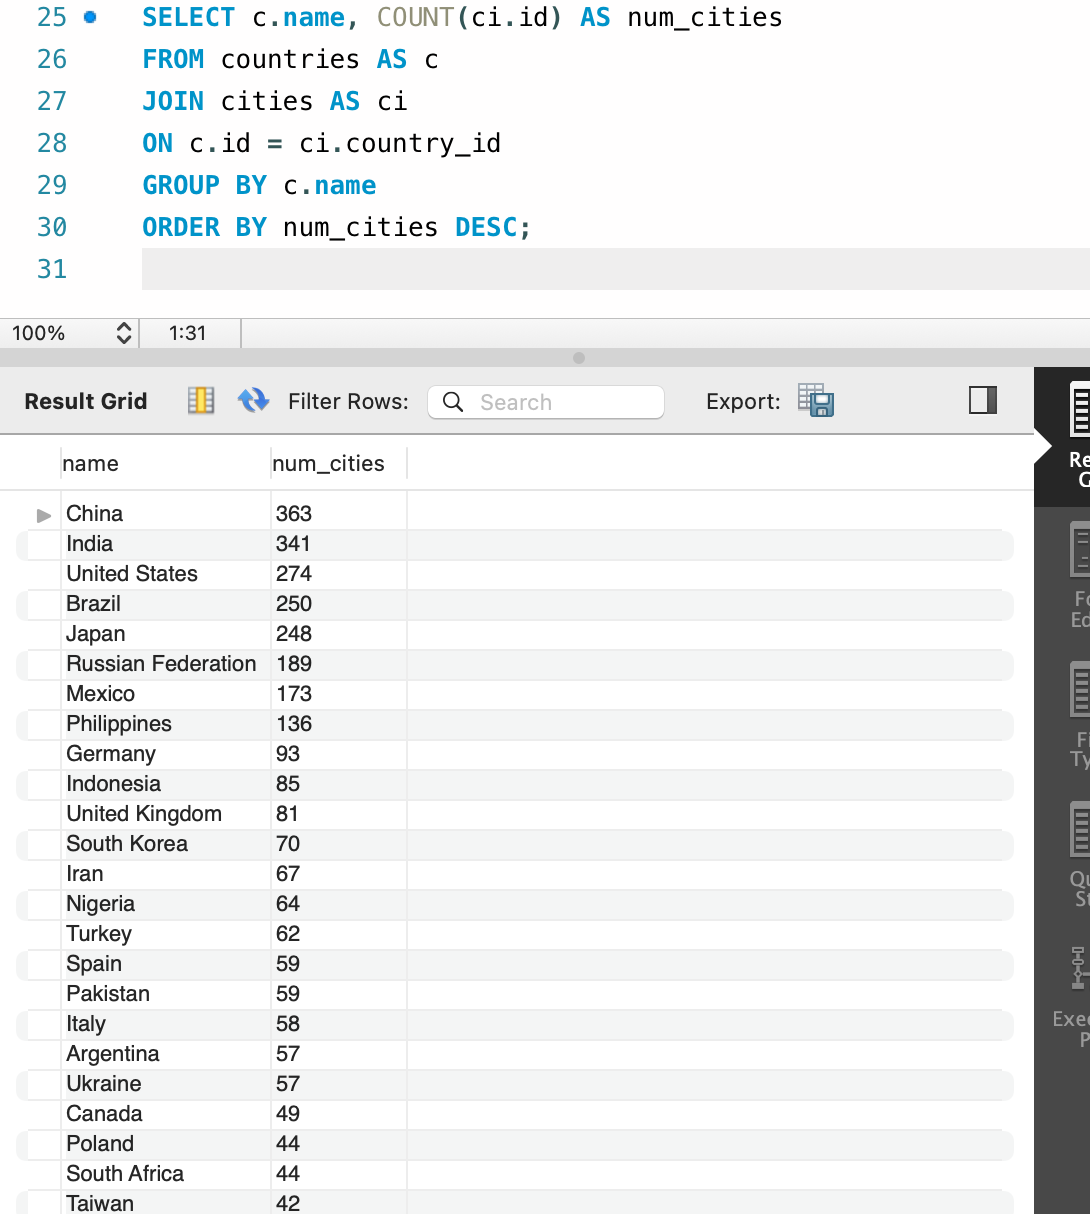 25 SELECT c.name, COUNT(ci.id) AS num_cities
26 FROM countries AS c
27 JOIN cities AS ci
28 ON c.id = ci.country_id
29 GROUP BY c.name
30 ORDER BY num_cities DESC;
31
100% 1:31
Result Grid Filter Rows: Search Export:
name num_cities
China 363
India 341
United States 274
Brazil 250
Japan 248
Russian Federation 189
Mexico 173
Philippines 136
Germany 93
Indonesia 85
United Kingdom 81
South Korea 70
Iran 67
Nigeria 64
Turkey 62
Spain 59
Pakistan 59
Italy 58
Argentina 57
Ukraine 57
Canada 49
Poland 44
South Africa 44
Taiwan 42